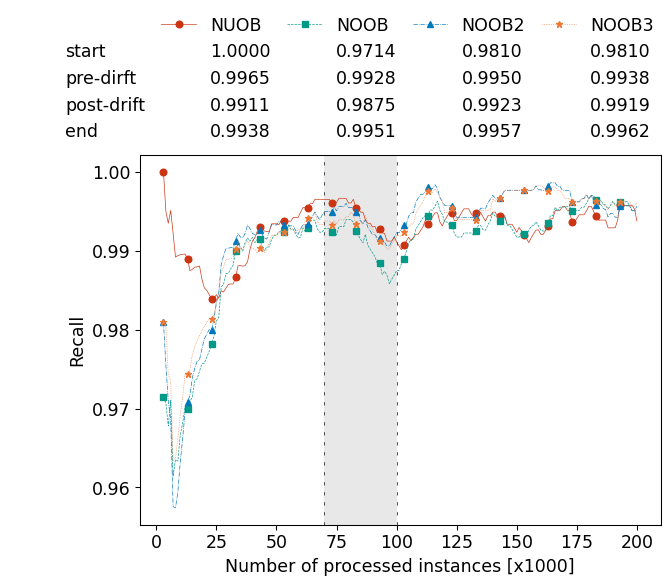 NUOB NOOB NOOB2 NOOB3
start 1.0000 0.9714 0.9810 0.9810
pre-dirft 0.9965 0.9928 0.9950 0.9938
post-drift 0.9911 0.9875 0.9923 0.9919
end 0.9938 0.9951 0.9957 0.9962
1.00
0.99
0.98
0.97
0.96
Recall
0 25 50 75 100 125 150 175 200
Number of processed instances [x1000]